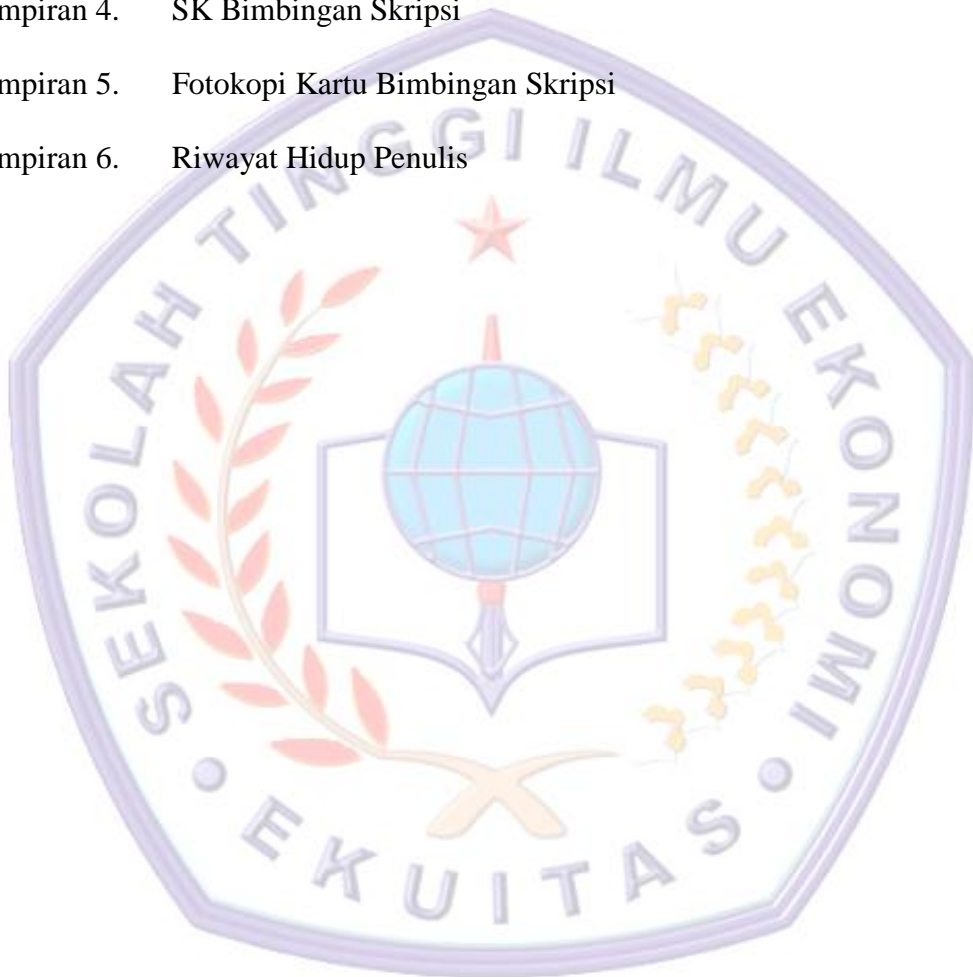 mpiran 4. SK Bimbingan Skripsi
mpiran 5. Fotokopi Kartu Bimbingan Skripsi
mpiran 6. Riwayat Hidup Penulis
SEKOLAH TINGGI ILMU EKONOMI
• EKUITAS •